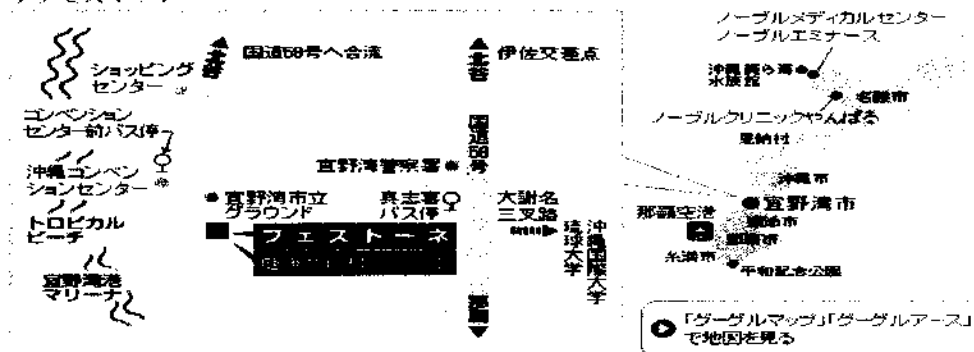 国道58号へ合流
北谷
伊佐交差点
ショッピング
センター
コンベンション
センター前バス停
国道58号
宜野湾警察署
沖縄コンベン
ションセンター
宜野湾市立
グラウンド
真志喜
バス停
大謝名
三叉路
トロピカル
ビーチ
フェストーネ
琉球大学
沖縄国際大学
宜野湾港
マリーナ
那覇
ノーブルメディカルセンター
ノーブルエミナース
沖縄美ら海
水族館
名護市
ノーブルクリニックやんばる
恩納村
沖縄市
宜野湾市
那覇空港
浦添市
那覇市
糸満市
平和記念公園
「グーグルマップ」「グーグルアース」
で地図を見る